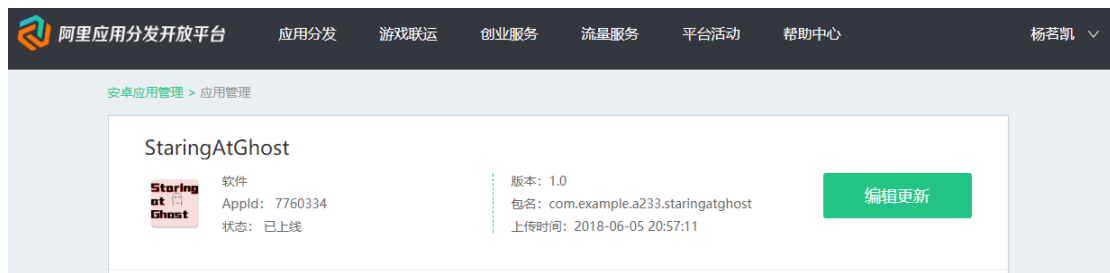 阿里应用分发开放平台 应用分发 游戏联运 创业服务 流量服务 平台活动 帮助中心 杨茗凯
安卓应用管理 > 应用管理
StaringAtGhost
Staring
at
Ghost
软件
AppId： 7760334
状态： 已上线
版本：1.0
包名：com.example.a233.staringatghost
上传时间：2018-06-05 20:57:11
编辑更新